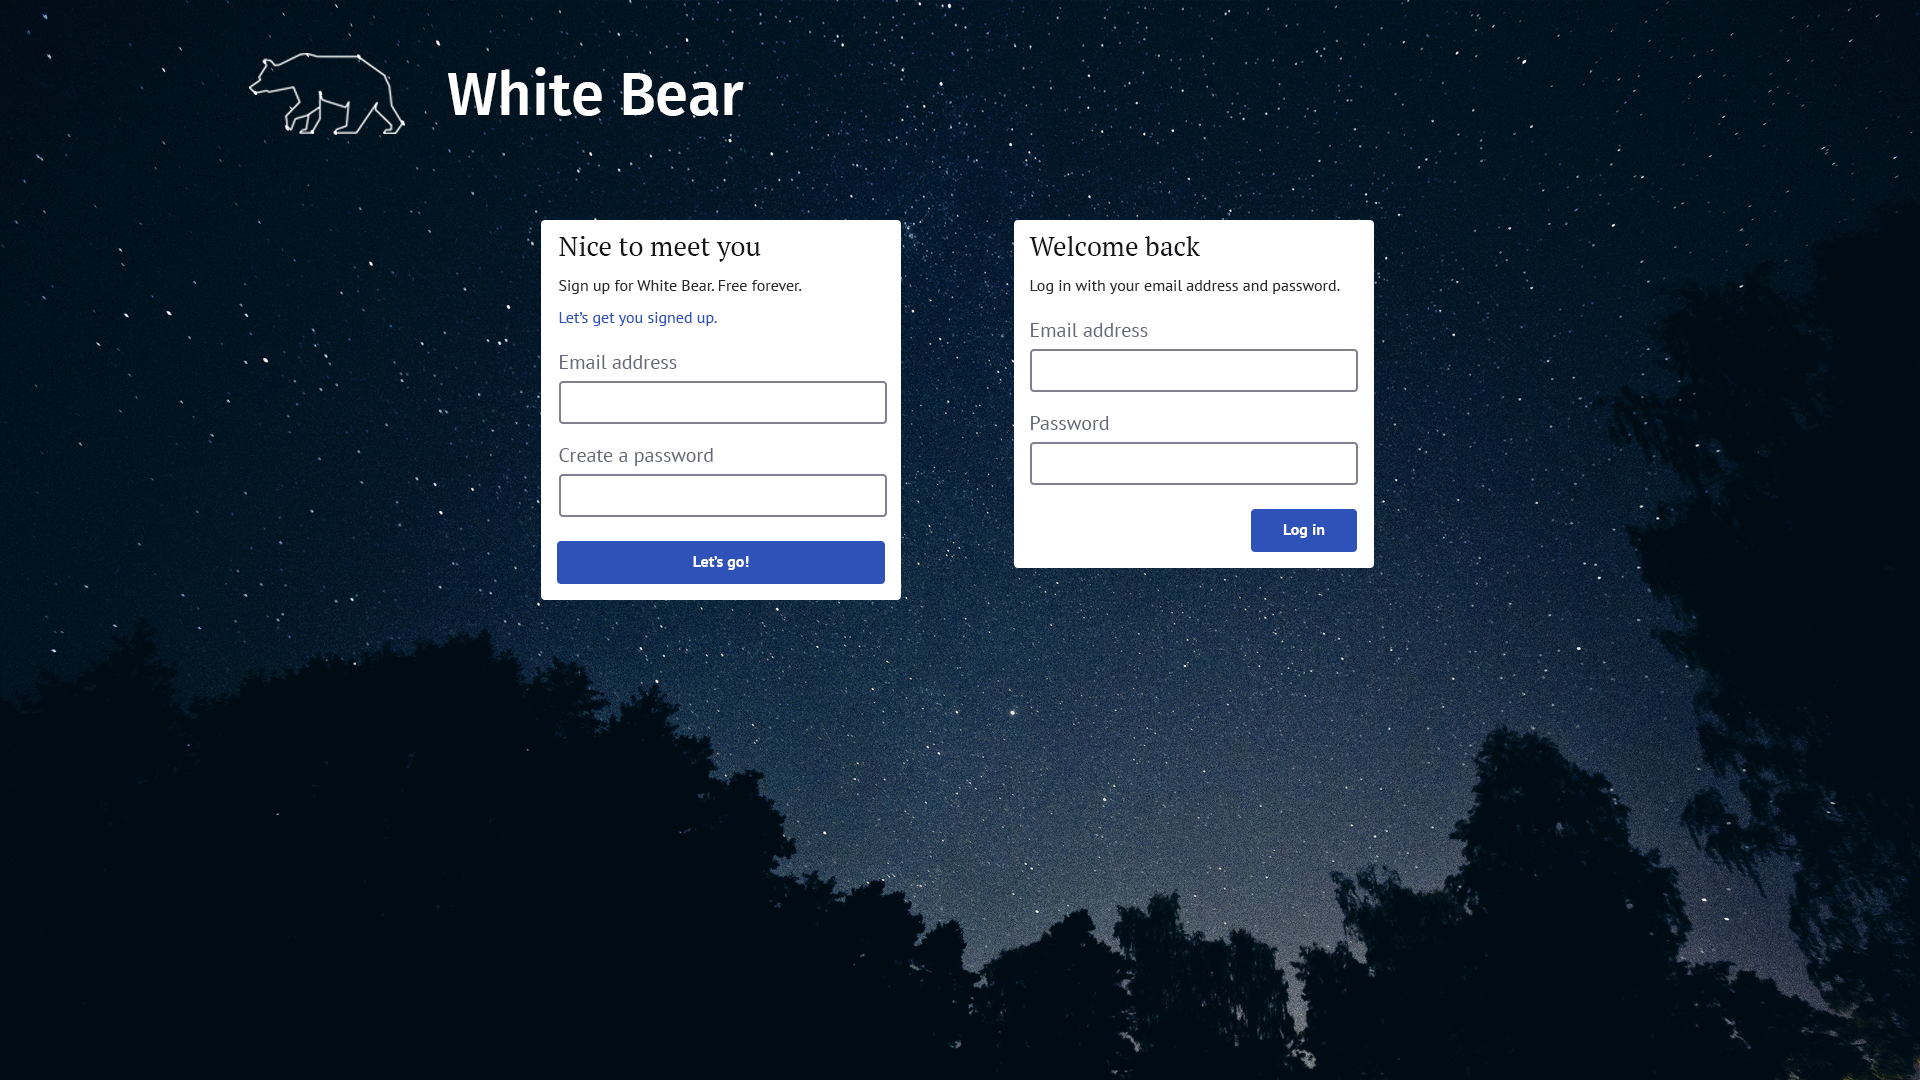 White Bear
Nice to meet you
Sign up for White Bear. Free forever.
Let’s get you signed up.
Email address
Create a password
Let’s go!
Welcome back
Log in with your email address and password.
Email address
Password
Log in